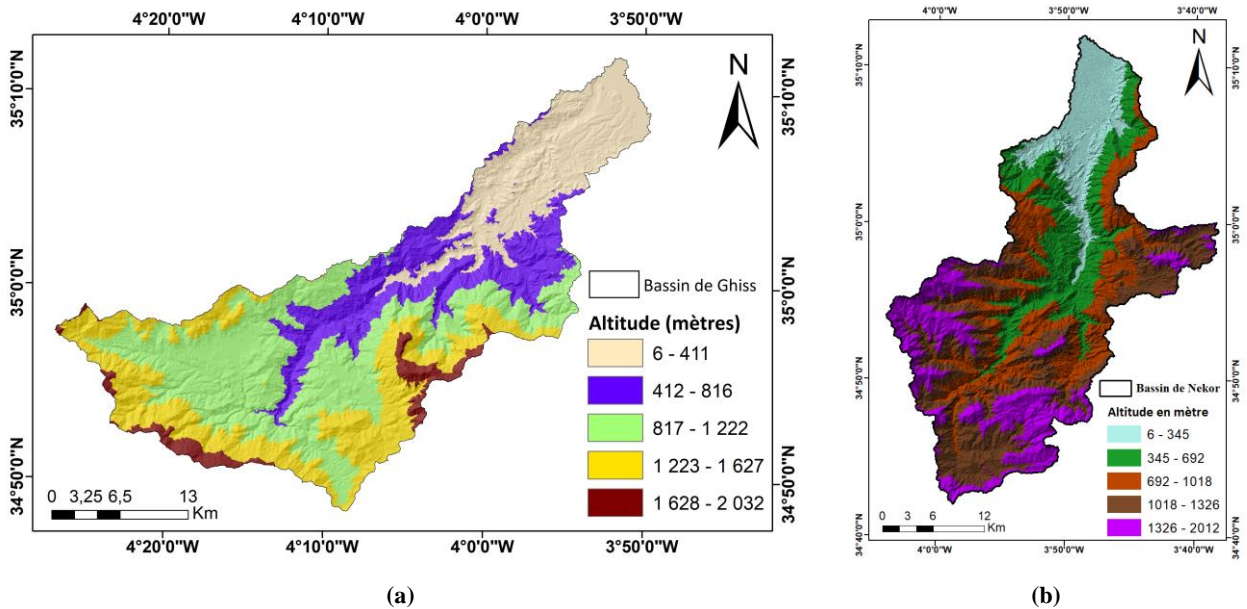 4°20'0"W 4°10'0"W 4°0'0"W 3°50'0"W
35°10'0"N
35°0'0"N
34°50'0"N
35°10'0"N
35°0'0"N
34°50'0"N
N
Bassin de Ghiss
Altitude (mètres)
6 - 411
412 - 816
817 - 1 222
1 223 - 1 627
1 628 - 2 032
0 3,25 6,5 13
Km
4°20'0"W 4°10'0"W 4°0'0"W 3°50'0"W
(a)
4°0'0"W 3°50'0"W 3°40'0"W
35°10'0"N
35°0'0"N
34°50'0"N
34°40'0"N
35°10'0"N
35°0'0"N
34°50'0"N
34°40'0"N
N
Bassin de Nekor
Altitude en mètre
6 - 345
345 - 692
692 - 1018
1018 - 1326
1326 - 2012
0 3 6 12
Km
4°0'0"W 3°50'0"W 3°40'0"W
(b)